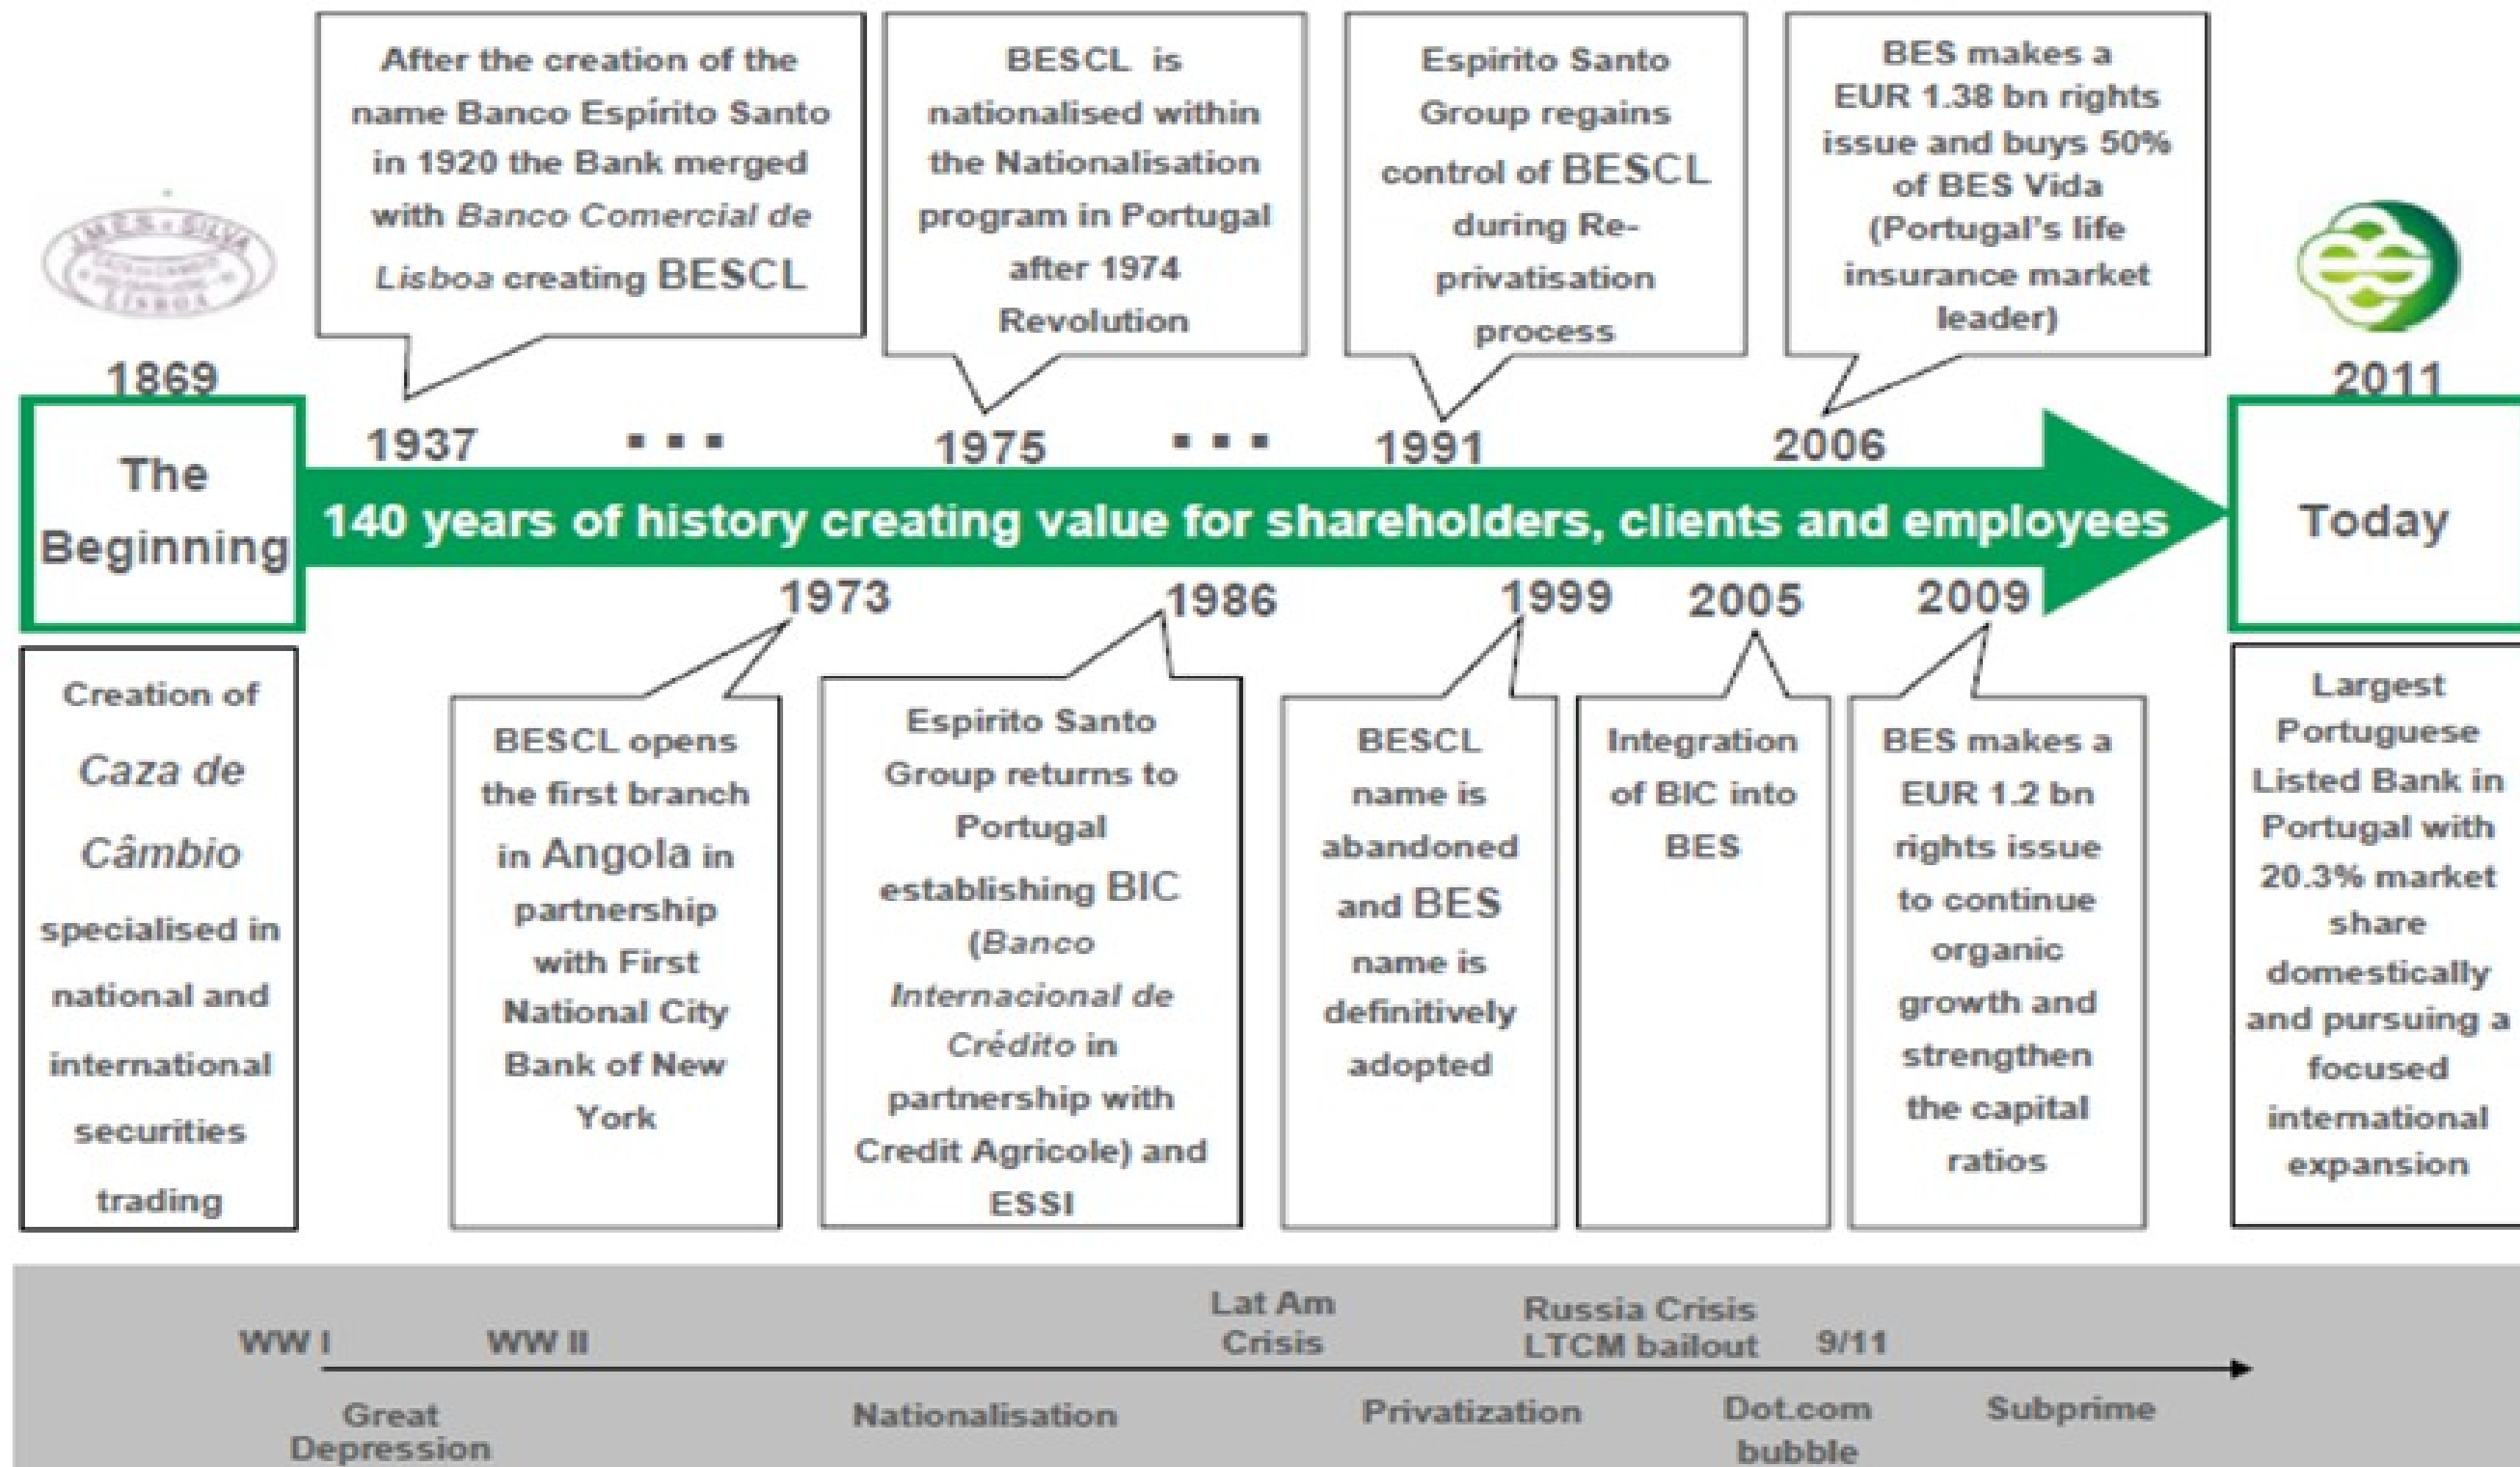 After the creation of the
name Banco Espírito Santo
in 1920 the Bank merged
with Banco Comercial de
Lisboa creating BESCL
BESCL is
nationalised within
the Nationalisation
program in Portugal
after 1974
Revolution
Espirito Santo
Group regains
control of BESCL
during Re-
privatisation
process
BES makes a
EUR 1.38 bn rights
issue and buys 50%
of BES Vida
(Portugal's life
insurance market
leader)
J.M.E.S. e SILVA
LISBOA
1869
2011
1937 ... 1975 ... 1991 2006
The
Beginning
140 years of history creating value for shareholders, clients and employees
Today
1973 1986 1999 2005 2009
Creation of
Caza de
Câmbio
specialised in
national and
international
securities
trading
BESCL opens
the first branch
in Angola in
partnership
with First
National City
Bank of New
York
Espirito Santo
Group returns to
Portugal
establishing BIC
(Banco
Internacional de
Crédito in
partnership with
Credit Agricole) and
ESSI
BESCL
name is
abandoned
and BES
name is
definitively
adopted
Integration
of BIC into
BES
BES makes a
EUR 1.2 bn
rights issue
to continue
organic
growth and
strengthen
the capital
ratios
Largest
Portuguese
Listed Bank in
Portugal with
20.3% market
share
domestically
and pursuing a
focused
international
expansion
WW I
WW II
Lat Am
Crisis
Russia Crisis
LTCM bailout
9/11
Great
Depression
Nationalisation
Privatization
Dot.com
bubble
Subprime